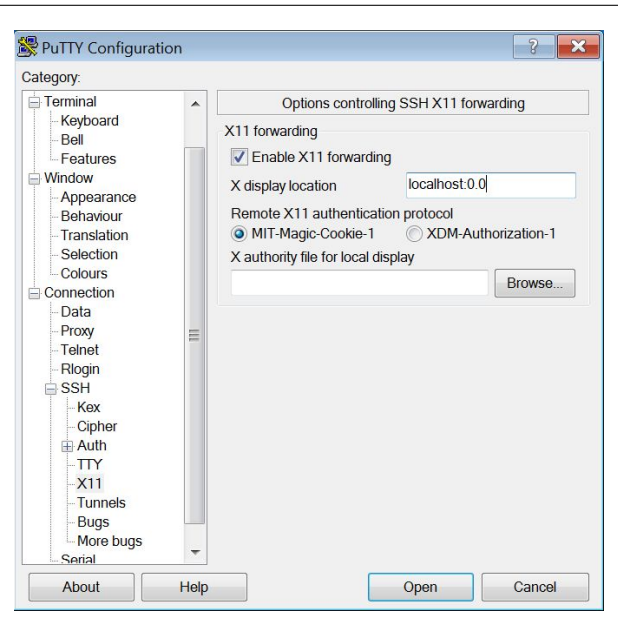 PuTTY Configuration
Category:
Terminal
Keyboard
Bell
Features
Window
Appearance
Behaviour
Translation
Selection
Colours
Connection
Data
Proxy
Telnet
Rlogin
SSH
Kex
Cipher
Auth
TTY
X11
Tunnels
Bugs
More bugs
Serial
Options controlling SSH X11 forwarding
X11 forwarding
Enable X11 forwarding
X display location localhost:0.0
Remote X11 authentication protocol
MIT-Magic-Cookie-1 XDM-Authorization-1
X authority file for local display
Browse...
About Help Open Cancel